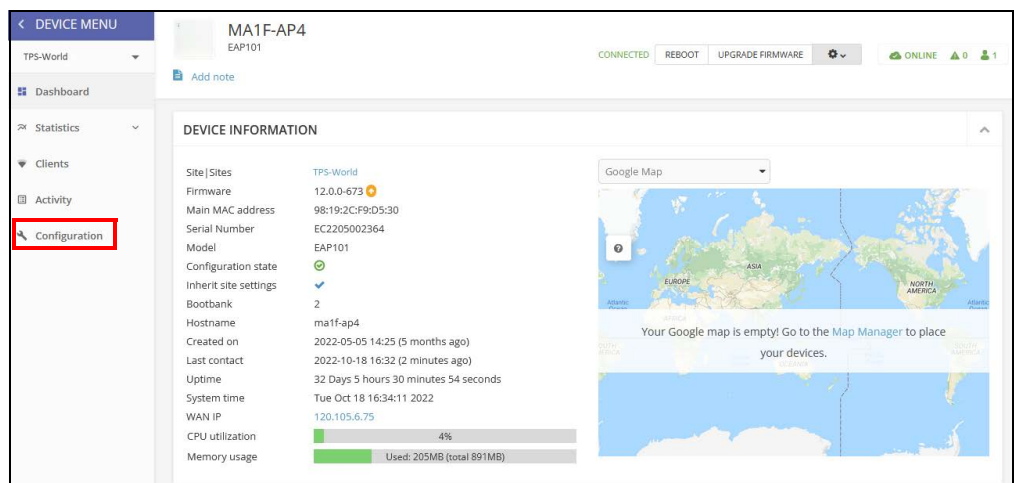 DEVICE MENU
TPS-World
Dashboard
Statistics
Clients
Activity
Configuration
MA1F-AP4
EAP101
Add note
CONNECTED REBOOT UPGRADE FIRMWARE ONLINE 0 1
DEVICE INFORMATION
Site|Sites TPS-World
Firmware 12.0.0-673
Main MAC address 98:19:2C:F9:D5:30
Serial Number EC2205002364
Model EAP101
Configuration state
Inherit site settings
Bootbank 2
Hostname ma1f-ap4
Created on 2022-05-05 14:25 (5 months ago)
Last contact 2022-10-18 16:32 (2 minutes ago)
Uptime 32 Days 5 hours 30 minutes 54 seconds
System time Tue Oct 18 16:34:11 2022
WAN IP 120.105.6.75
CPU utilization 4%
Memory usage Used: 205MB (total 891MB)
Google Map
?
ASIA
EUROPE
NORTH
AMERICA
Atlantic
Atlantic
AFRICA
Your Google map is empty! Go to the Map Manager to place
your devices.
OCEANIA